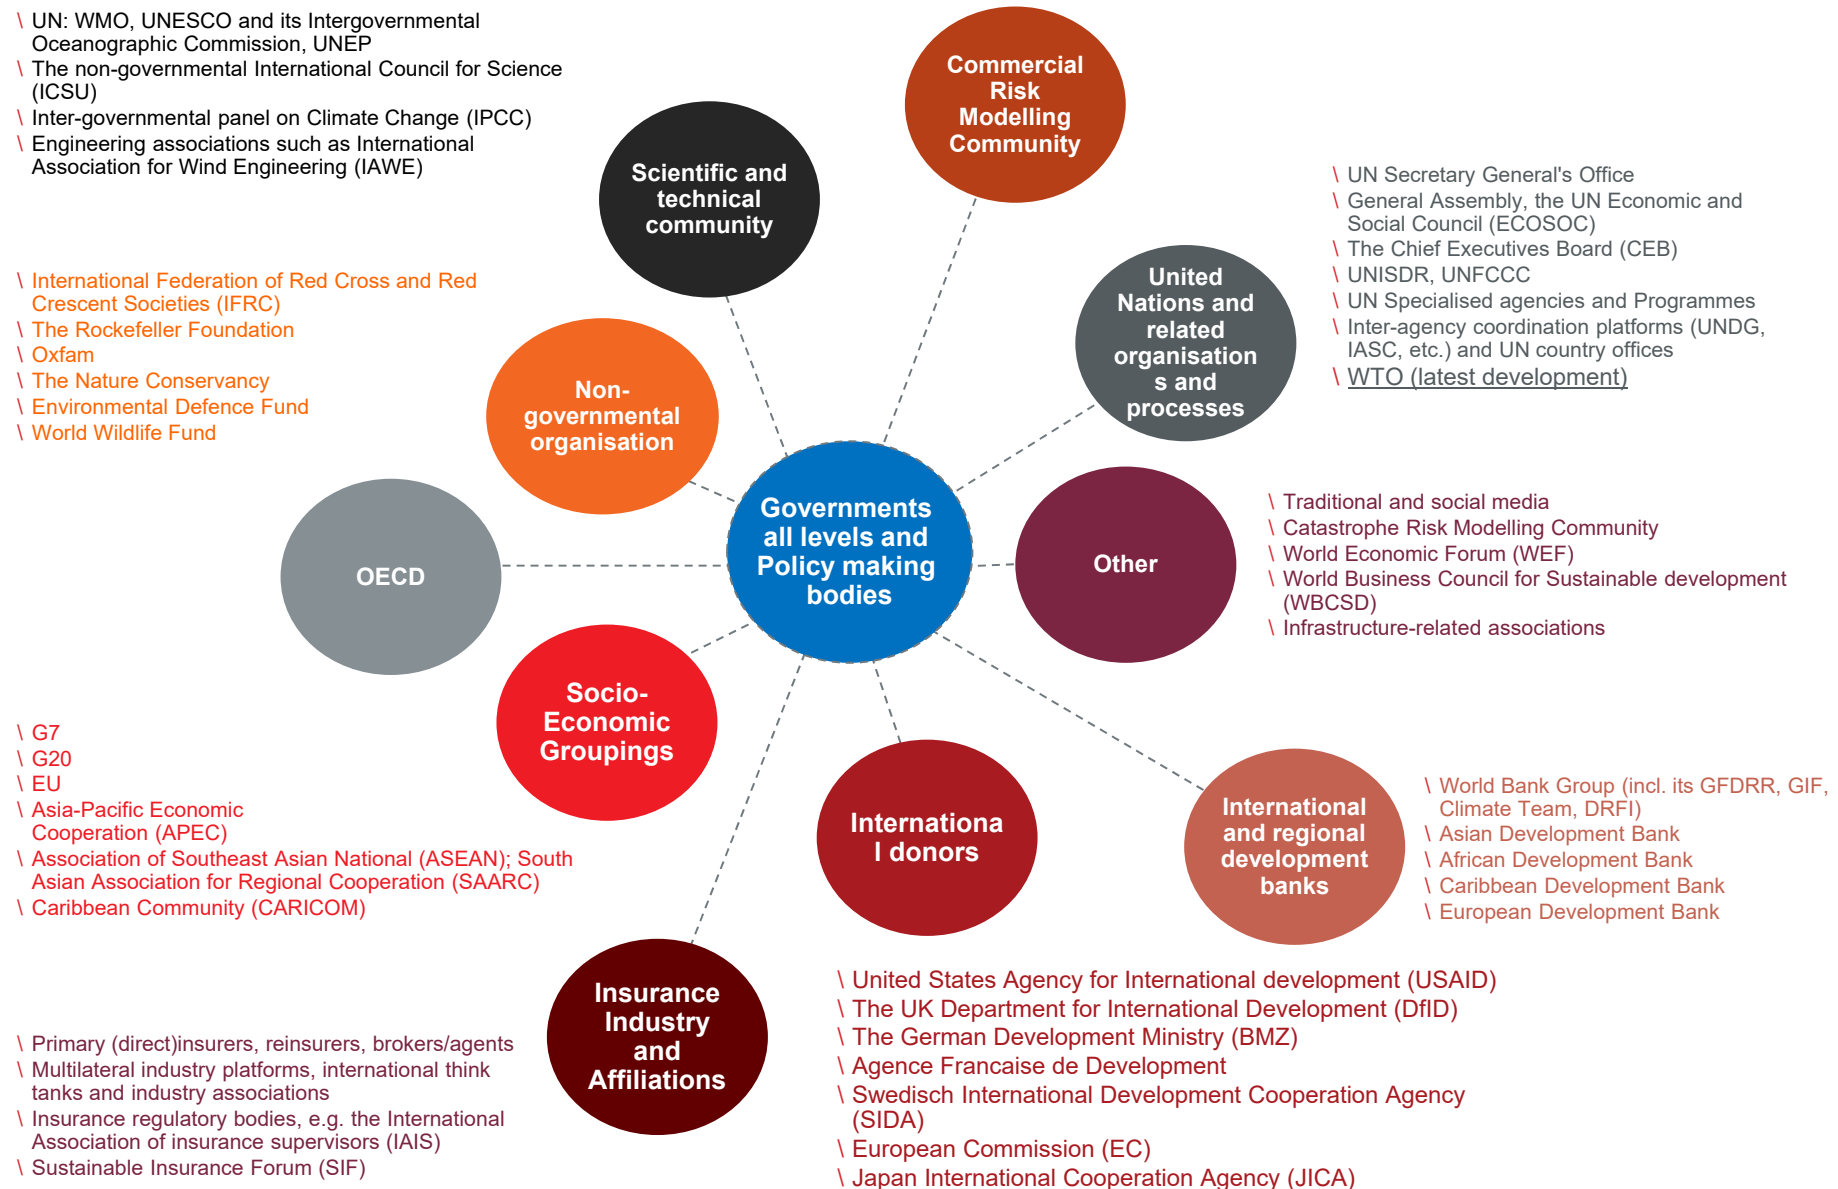 \ UN: WMO, UNESCO and its Intergovernmental
Oceanographic Commission, UNEP
\ The non-governmental International Council for Science
(ICSU)
\ Inter-governmental panel on Climate Change (IPCC)
\ Engineering associations such as International
Association for Wind Engineering (IAWE)
Scientific and
technical
community
Commercial
Risk
Modelling
Community
\ UN Secretary General's Office
\ General Assembly, the UN Economic and
Social Council (ECOSOC)
\ The Chief Executives Board (CEB)
\ UNISDR, UNFCCC
\ UN Specialised agencies and Programmes
\ Inter-agency coordination platforms (UNDG,
IASC, etc.) and UN country offices
\ WTO (latest development)
United
Nations and
related
organisation
s and
processes
\ International Federation of Red Cross and Red
Crescent Societies (IFRC)
\ The Rockefeller Foundation
\ Oxfam
\ The Nature Conservancy
\ Environmental Defence Fund
\ World Wildlife Fund
Non-
governmental
organisation
Governments
all levels and
Policy making
bodies
OECD
Other
\ Traditional and social media
\ Catastrophe Risk Modelling Community
\ World Economic Forum (WEF)
\ World Business Council for Sustainable development
(WBCSD)
\ Infrastructure-related associations
Socio-
Economic
Groupings
\ G7
\ G20
\ EU
\ Asia-Pacific Economic
Cooperation (APEC)
\ Association of Southeast Asian National (ASEAN); South
Asian Association for Regional Cooperation (SAARC)
\ Caribbean Community (CARICOM)
Internationa
l donors
International
and regional
development
banks
\ World Bank Group (incl. its GFDRR, GIF,
Climate Team, DRFI)
\ Asian Development Bank
\ African Development Bank
\ Caribbean Development Bank
\ European Development Bank
Insurance
Industry
and
Affiliations
\ Primary (direct)insurers, reinsurers, brokers/agents
\ Multilateral industry platforms, international think
tanks and industry associations
\ Insurance regulatory bodies, e.g. the International
Association of insurance supervisors (IAIS)
\ Sustainable Insurance Forum (SIF)
\ United States Agency for International development (USAID)
\ The UK Department for International Development (DfID)
\ The German Development Ministry (BMZ)
\ Agence Francaise de Development
\ Swedisch International Development Cooperation Agency
(SIDA)
\ European Commission (EC)
\ Japan International Cooperation Agency (JICA)